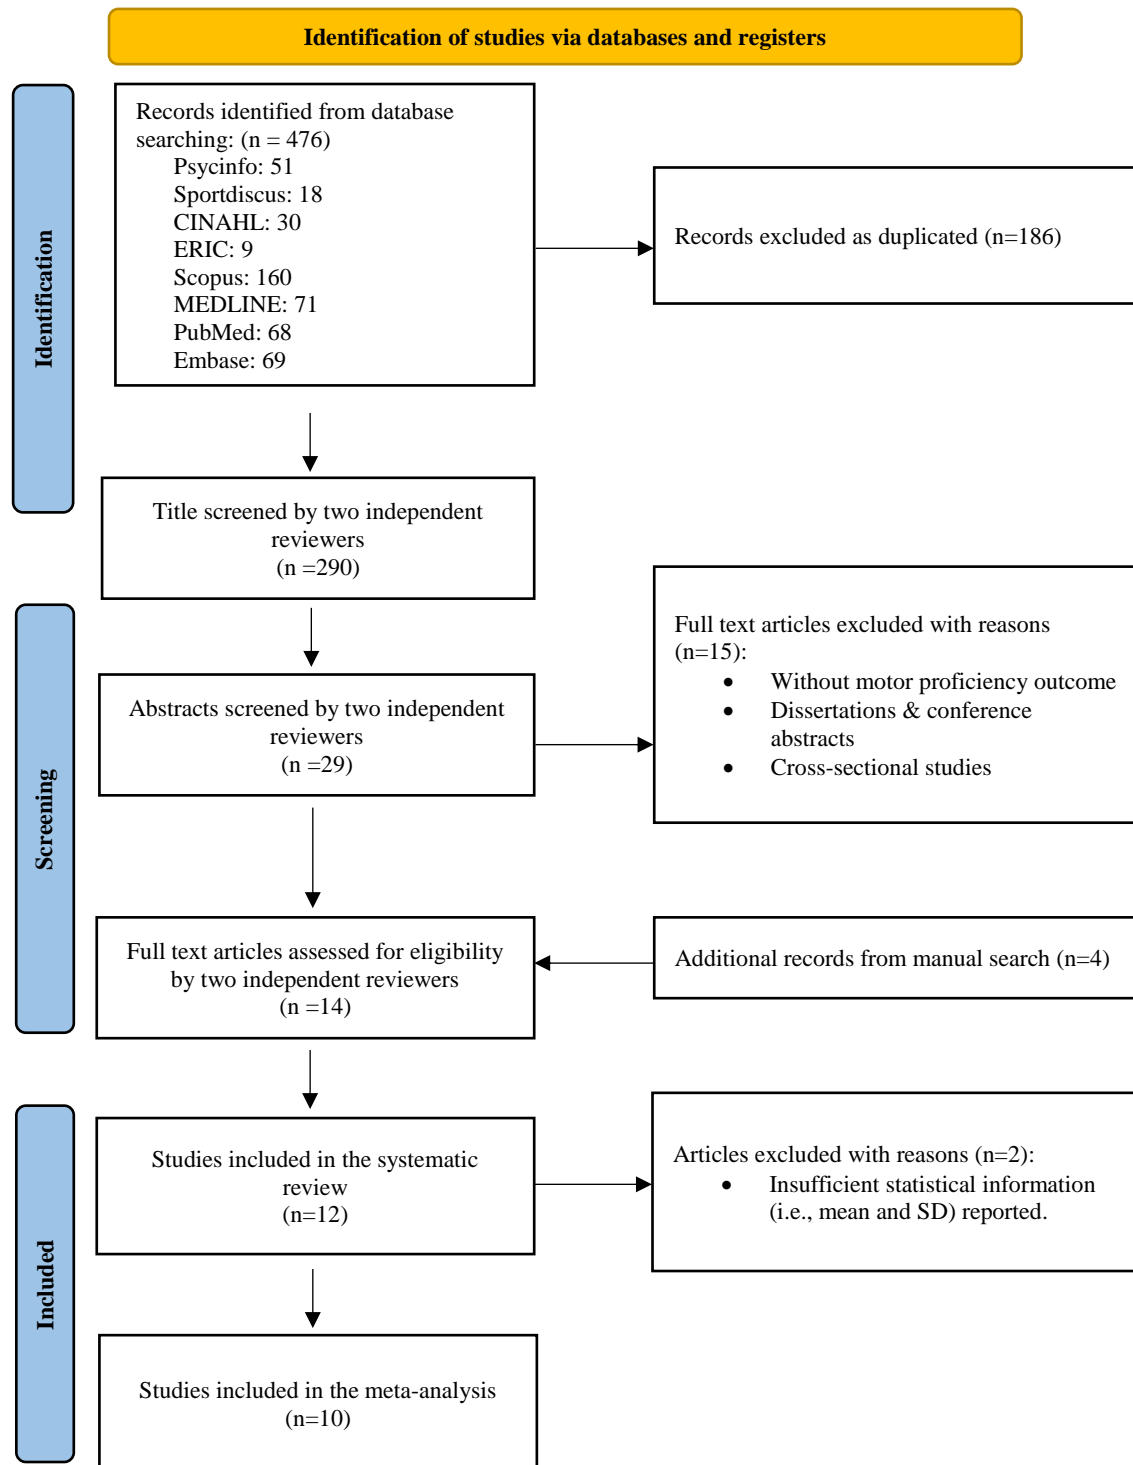 Identification of studies via databases and registers
Identification
Records identified from database
searching: (n = 476)
Psycinfo: 51
Sportdiscus: 18
CINAHL: 30
ERIC: 9
Scopus: 160
MEDLINE: 71
PubMed: 68
Embase: 69
Records excluded as duplicated (n=186)
Title screened by two independent
reviewers
(n =290)
Screening
Abstracts screened by two independent
reviewers
(n =29)
Full text articles excluded with reasons
(n=15):
• Without motor proficiency outcome
• Dissertations & conference
abstracts
• Cross-sectional studies
Full text articles assessed for eligibility
by two independent reviewers
(n =14)
Additional records from manual search (n=4)
Included
Studies included in the systematic
review
(n=12)
Articles excluded with reasons (n=2):
• Insufficient statistical information
(i.e., mean and SD) reported.
Studies included in the meta-analysis
(n=10)